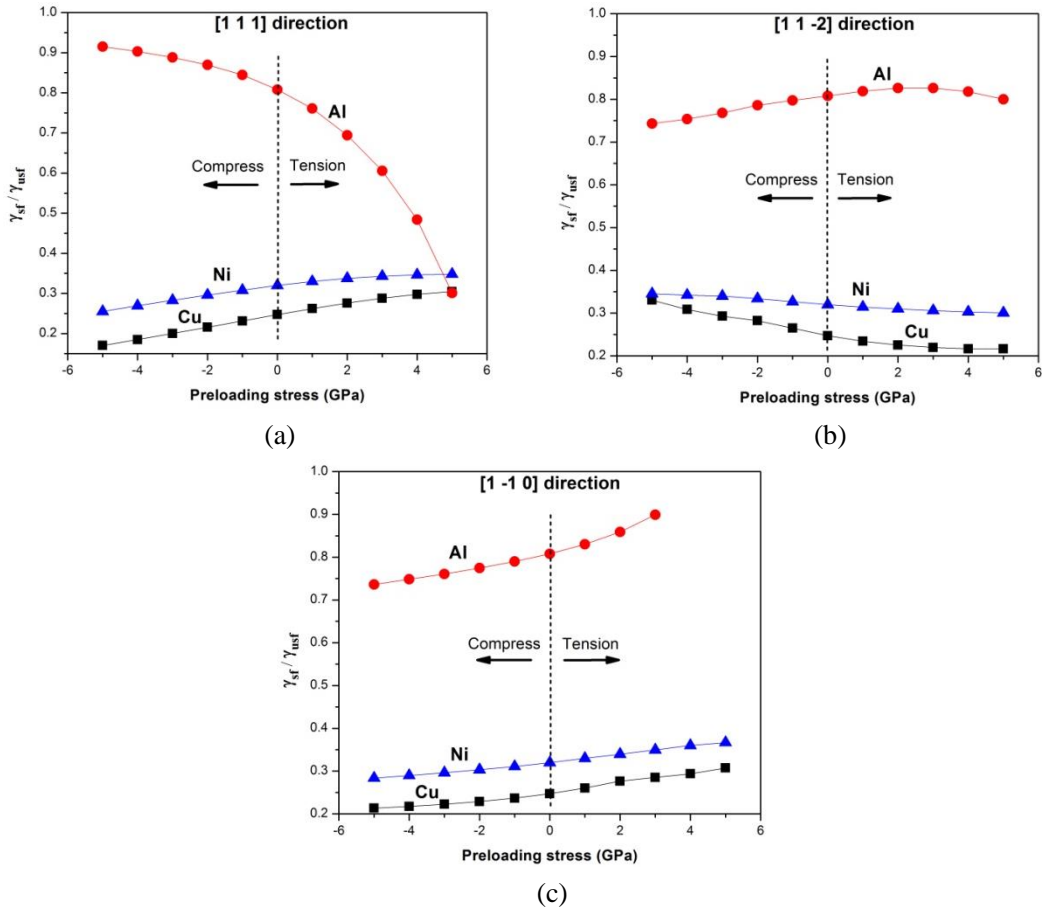 [1 1 1] direction
1.0
0.9
0.8
0.7
0.6
0.5
0.4
0.3
0.2
γsf / γusf
Al
Compress
Tension
Ni
Cu
-6 -4 -2 0 2 4 6
Preloading stress (GPa)
(a)
[1 1 -2] direction
1.0
0.9
0.8
0.7
0.6
0.5
0.4
0.3
0.2
γsf / γusf
Al
Compress
Tension
Ni
Cu
-6 -4 -2 0 2 4 6
Preloading stress (GPa)
(b)
[1 -1 0] direction
1.0
0.9
0.8
0.7
0.6
0.5
0.4
0.3
0.2
γsf / γusf
Al
Compress
Tension
Ni
Cu
-6 -4 -2 0 2 4 6
Preloading stress (GPa)
(c)